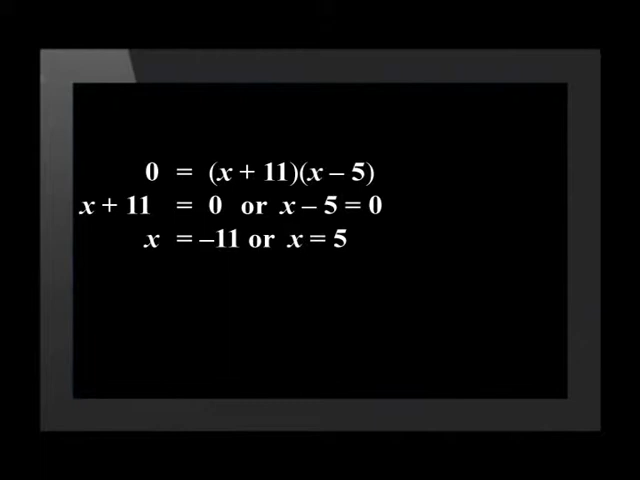 0 = (x + 11)(x – 5)
x + 11 = 0 or x – 5 = 0
x = –11 or x = 5